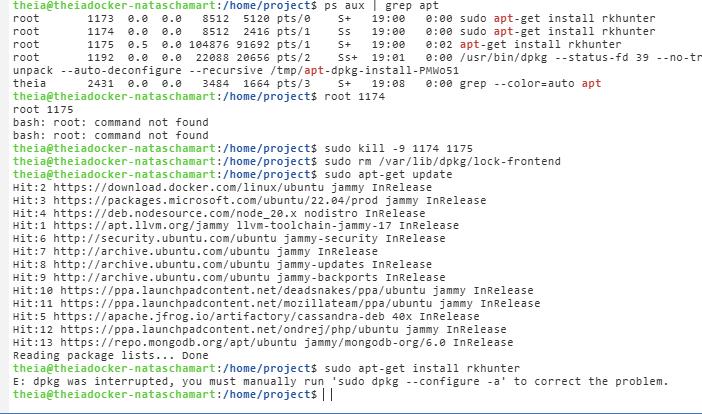 theia@theiadocker-nataschamart:/home/project$ ps aux | grep apt
root 1173 0.0 0.0 8512 5120 pts/0 S+ 19:00 0:00 sudo apt-get install rkhunter
root 1174 0.0 0.0 8512 2416 pts/1 Ss 19:00 0:00 sudo apt-get install rkhunter
root 1175 0.5 0.0 104876 91692 pts/1 S+ 19:00 0:02 apt-get install rkhunter
root 1192 0.0 0.0 22088 20656 pts/2 Ss+ 19:01 0:00 /usr/bin/dpkg --status-fd 39 --no-tr
unpack --auto-deconfigure --recursive /tmp/apt-dpkg-install-PMWo51
theia 2431 0.0 0.0 3484 1664 pts/3 S+ 19:08 0:00 grep --color=auto apt
theia@theiadocker-nataschamart:/home/project$ root 1174
root 1175
bash: root: command not found
bash: root: command not found
theia@theiadocker-nataschamart:/home/project$ sudo kill -9 1174 1175
theia@theiadocker-nataschamart:/home/project$ sudo rm /var/lib/dpkg/lock-frontend
theia@theiadocker-nataschamart:/home/project$ sudo apt-get update
Hit:2 https://download.docker.com/linux/ubuntu jammy InRelease
Hit:3 https://packages.microsoft.com/ubuntu/22.04/prod jammy InRelease
Hit:4 https://deb.nodesource.com/node_20.x nodistro InRelease
Hit:1 https://apt.llvm.org/jammy llvm-toolchain-jammy-17 InRelease
Hit:6 http://security.ubuntu.com/ubuntu jammy-security InRelease
Hit:7 http://archive.ubuntu.com/ubuntu jammy InRelease
Hit:8 http://archive.ubuntu.com/ubuntu jammy-updates InRelease
Hit:9 http://archive.ubuntu.com/ubuntu jammy-backports InRelease
Hit:10 https://ppa.launchpadcontent.net/deadsnakes/ppa/ubuntu jammy InRelease
Hit:11 https://ppa.launchpadcontent.net/mozillateam/ppa/ubuntu jammy InRelease
Hit:5 https://apache.jfrog.io/artifactory/cassandra-deb 40x InRelease
Hit:12 https://ppa.launchpadcontent.net/ondrej/php/ubuntu jammy InRelease
Hit:13 https://repo.mongodb.org/apt/ubuntu jammy/mongodb-org/6.0 InRelease
Reading package lists... Done
theia@theiadocker-nataschamart:/home/project$ sudo apt-get install rkhunter
E: dpkg was interrupted, you must manually run 'sudo dpkg --configure -a' to correct the problem.
theia@theiadocker-nataschamart:/home/project$